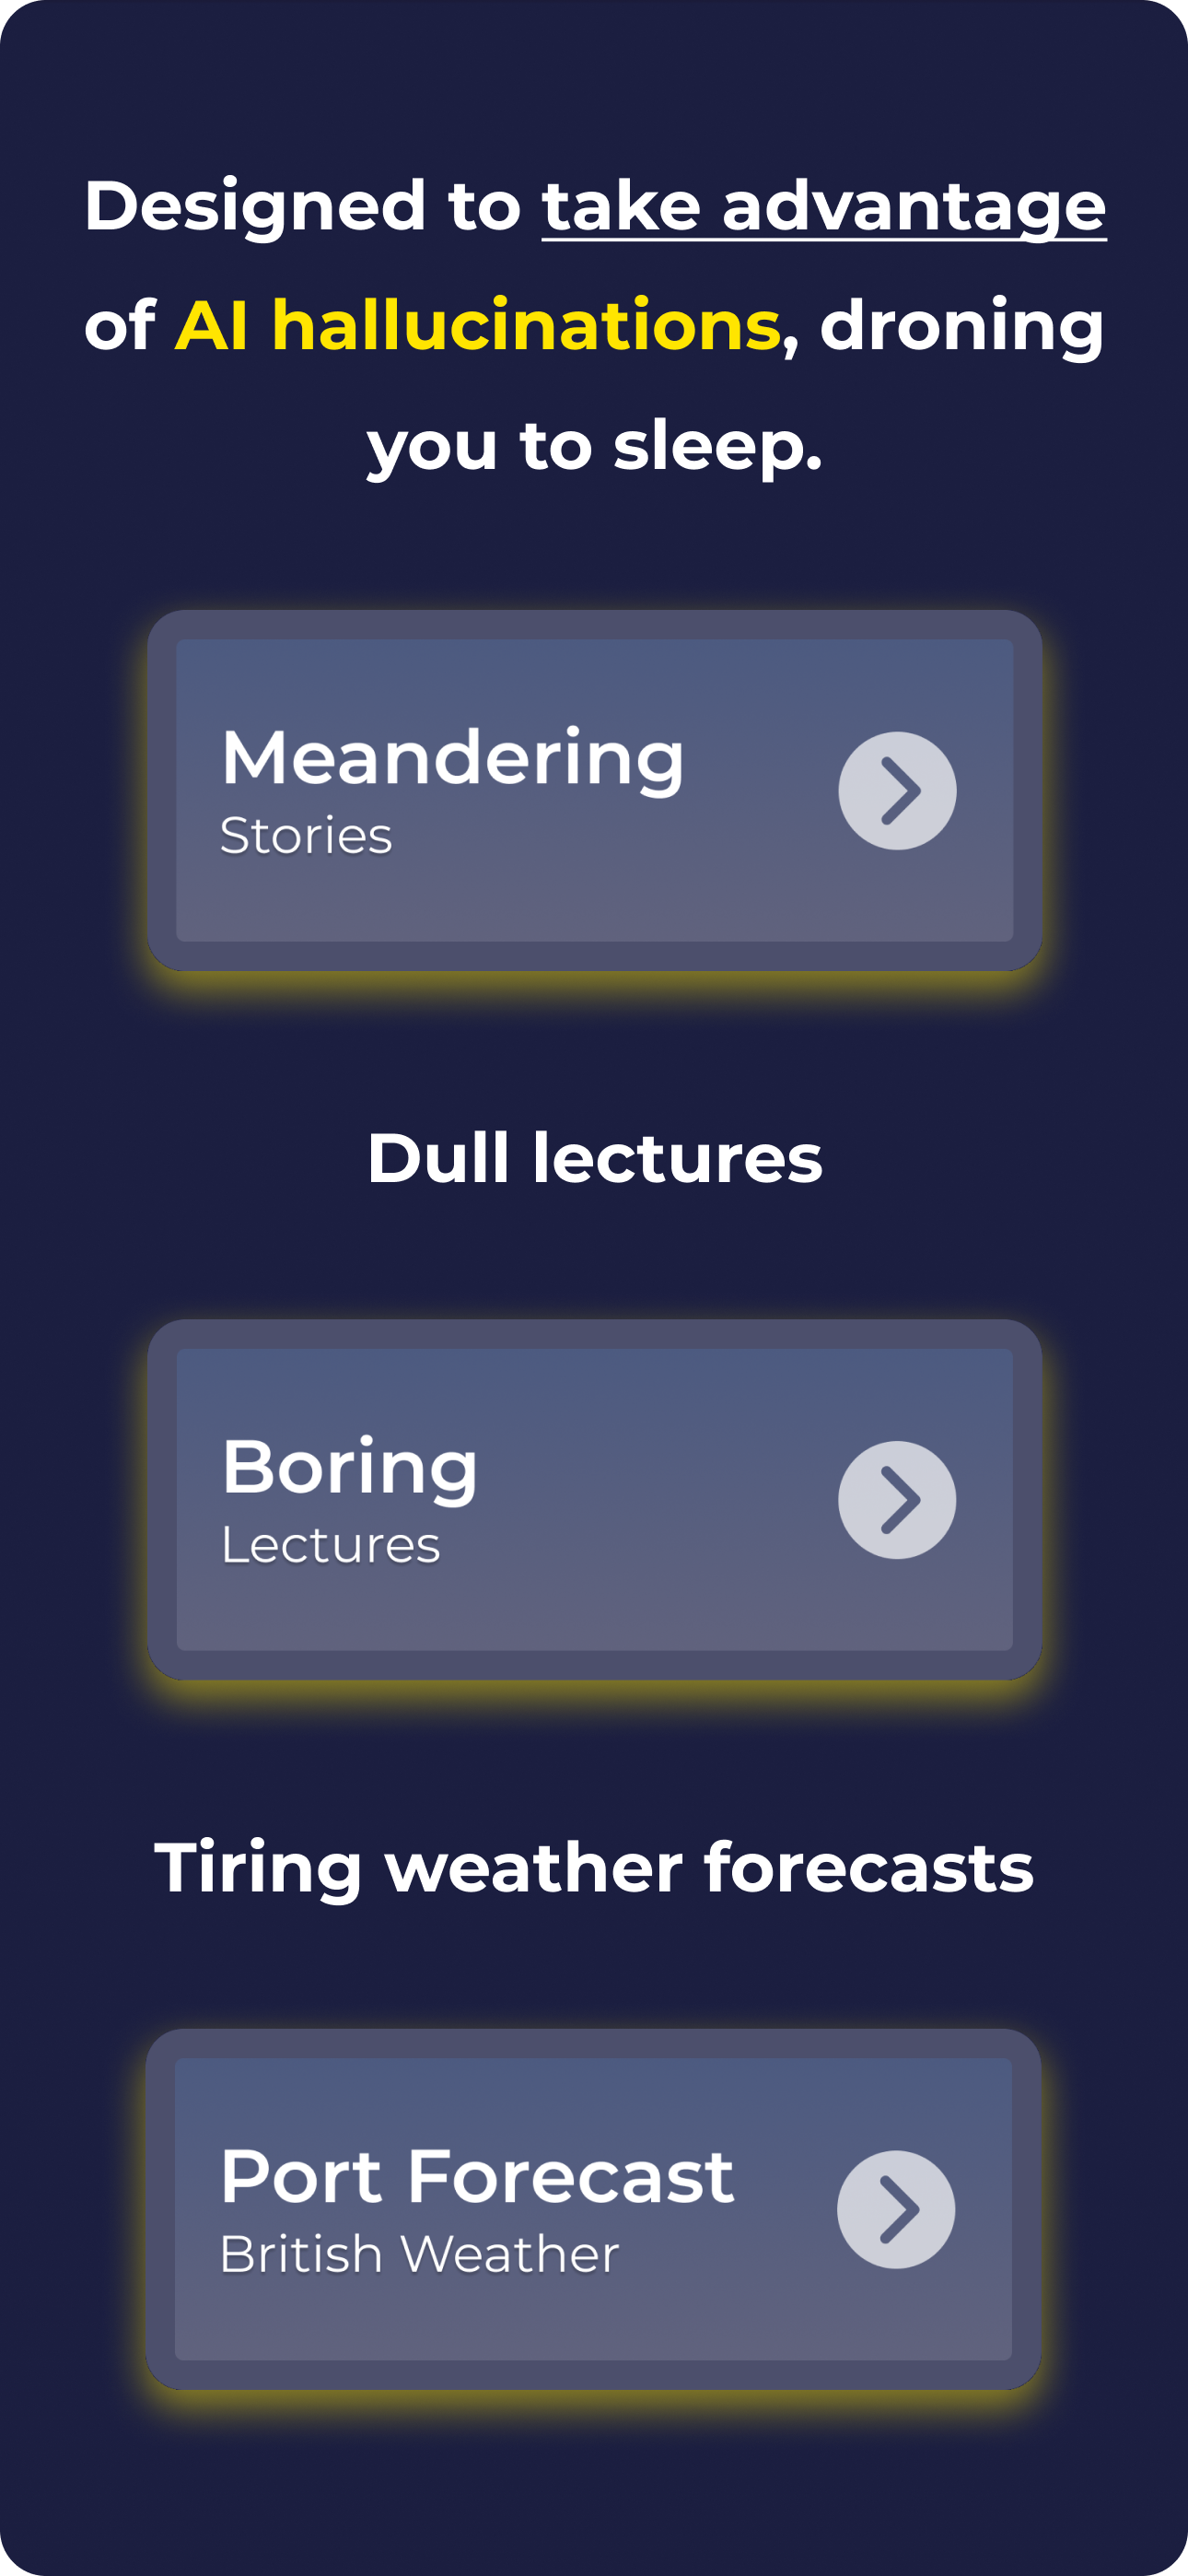 Designed to take advantage
of AI hallucinations, droning
you to sleep.
Meandering
Stories
Dull lectures
Boring
Lectures
Tiring weather forecasts
Port Forecast
British Weather